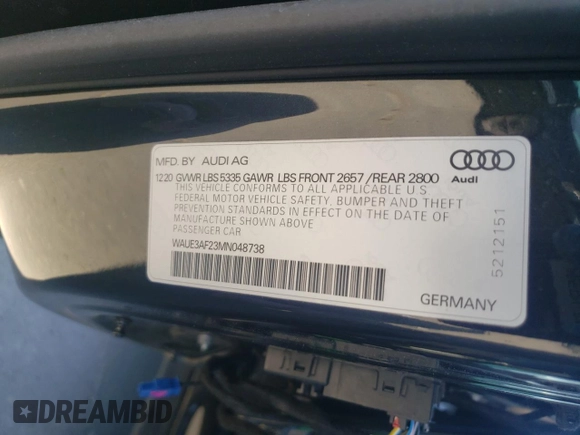 MFD. BY AUDI AG
12.20 GVWR LBS 5335 GAWR LBS FRONT 2657 /REAR 2800
THIS VEHICLE CONFORMS TO ALL APPLICABLE U S
FEDERAL MOTOR VEHICLE SAFETY, BUMPER AND THEFT
PREVENTION STANDARDS IN EFFECT ON THE DATE OF
MANUFACTURE SHOWN ABOVE
PASSENGER CAR
WAUE3AF23MN048738
Audi
5212151
GERMANY
DREAMBID